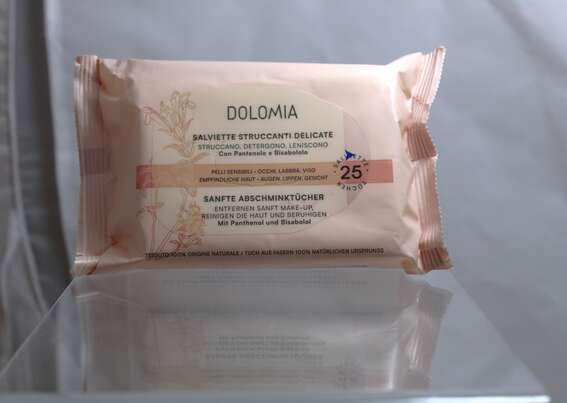 DOLOMIA
SALVIETTE STRUCCANTI DELICATE
STRUCCANO, DETERGONO, LENISCONO
Con Pantenolo e Bisabololo
PELLI SENSIBILI - OCCHI, LABBRA, VISO
EMPFINDLICHE HAUT - AUGEN, LIPPEN, GESICHT
SALVIETTE
25
TÜCHER
SANFTE ABSCHMINKTÜCHER
ENTFERNEN SANFT MAKE-UP,
REINIGEN DIE HAUT UND BERUHIGEN
Mit Panthenol und Bisabolol
TESSUTO 100% ORIGINE NATURALE / TUCH AUS FASERN 100% NATÜRLICHEN URSPRUNGS